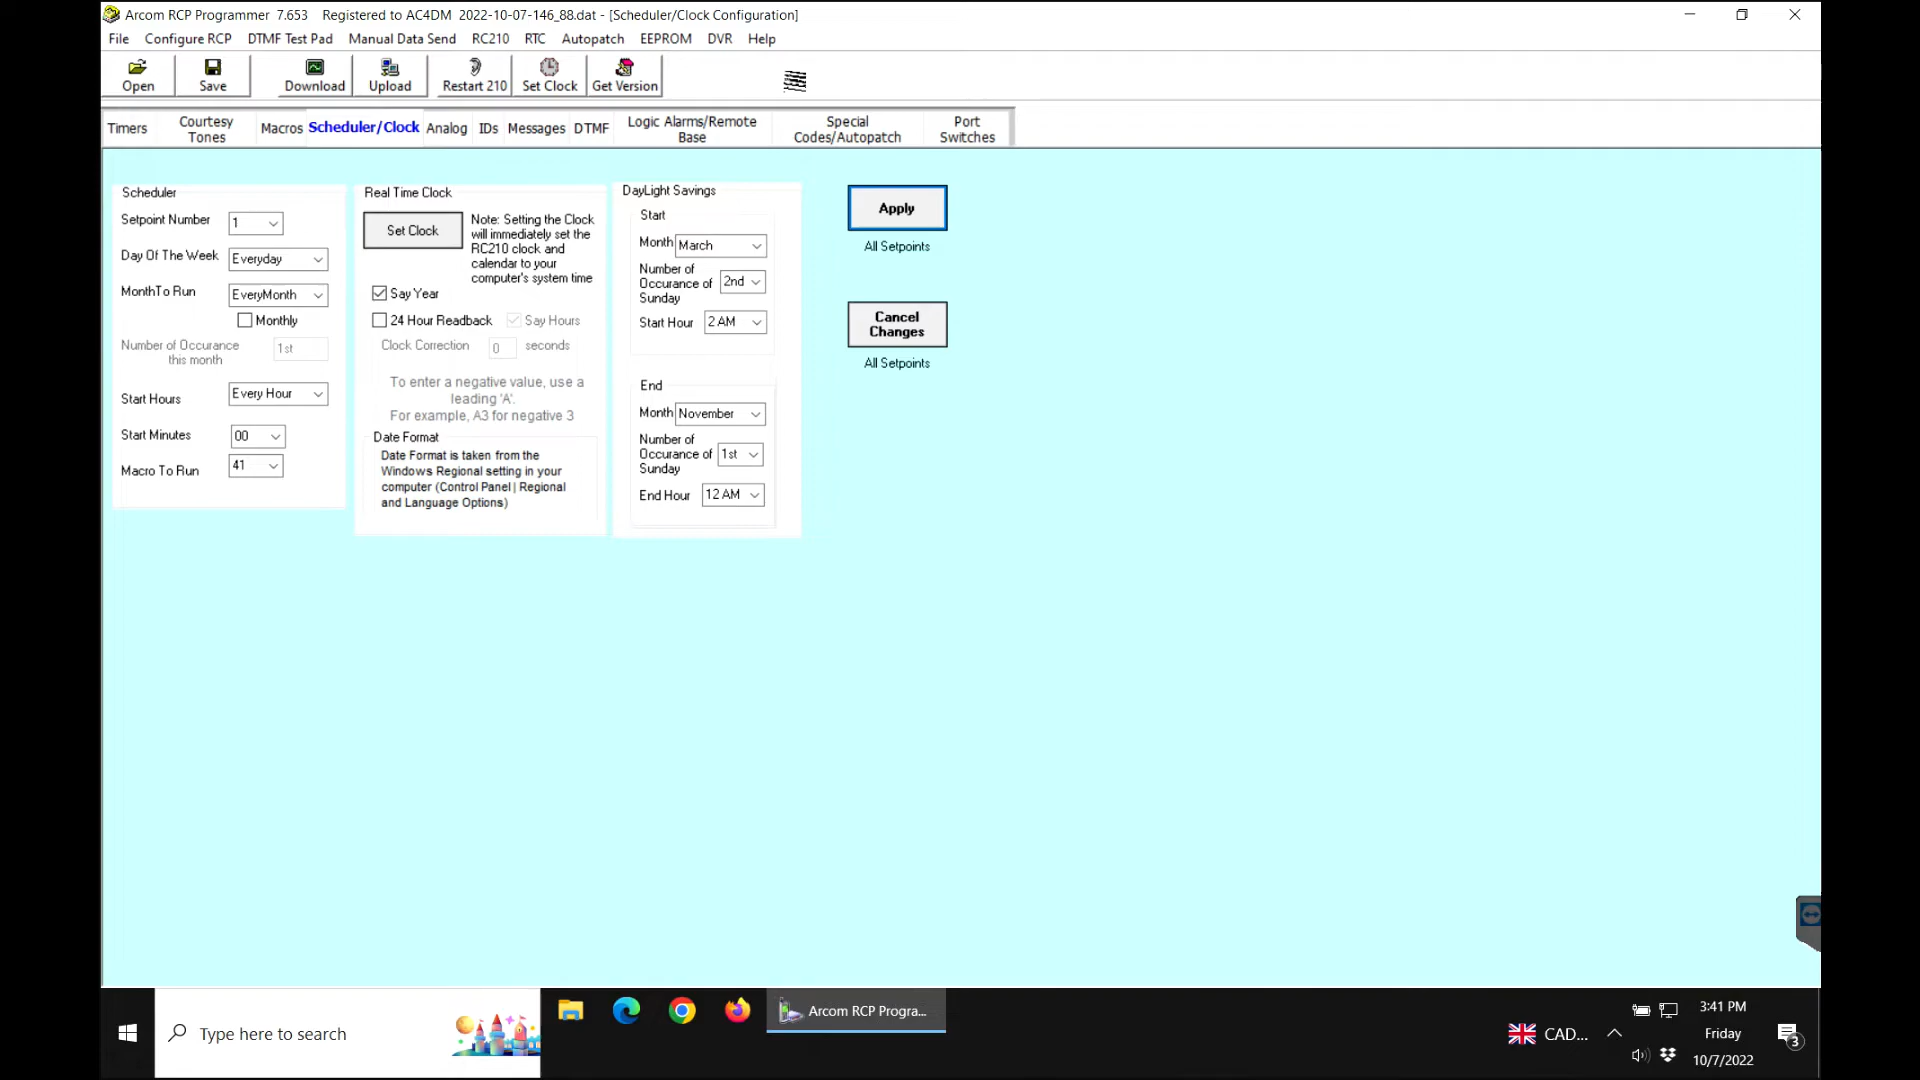 Arcom RCP Programmer 7.653 Registered to AC4DM 2022-10-07-146_88.dat - [Scheduler/Clock Configuration]
File Configure RCP DTMF Test Pad Manual Data Send RC210 RTC Autopatch EEPROM DVR Help
Open Save Download Upload Restart 210 Set Clock Get Version
Timers Courtesy Tones Macros Scheduler/Clock Analog IDs Messages DTMF Logic Alarms/Remote Base Special Codes/Autopatch Port Switches
Scheduler
Setpoint Number 1
Day Of The Week Everyday
MonthTo Run EveryMonth
Monthly
Number of Occurance 1st
this month
Start Hours Every Hour
Start Minutes 00
Macro To Run 41
Real Time Clock
Set Clock
Note: Setting the Clock
will immediately set the
RC210 clock and
calendar to your
computer's system time
Say Year
24 Hour Readback Say Hours
Clock Correction 0 seconds
To enter a negative value, use a
leading 'A'.
For example, A3 for negative 3
Date Format
Date Format is taken from the
Windows Regional setting in your
computer (Control Panel | Regional
and Language Options)
DayLight Savings
Start
Month March
Number of
Occurance of 2nd
Sunday
Start Hour 2 AM
End
Month November
Number of
Occurance of 1st
Sunday
End Hour 12 AM
Apply
All Setpoints
Cancel
Changes
All Setpoints
Type here to search
Arcom RCP Progra...
CAD...
3:41 PM
Friday
10/7/2022
3